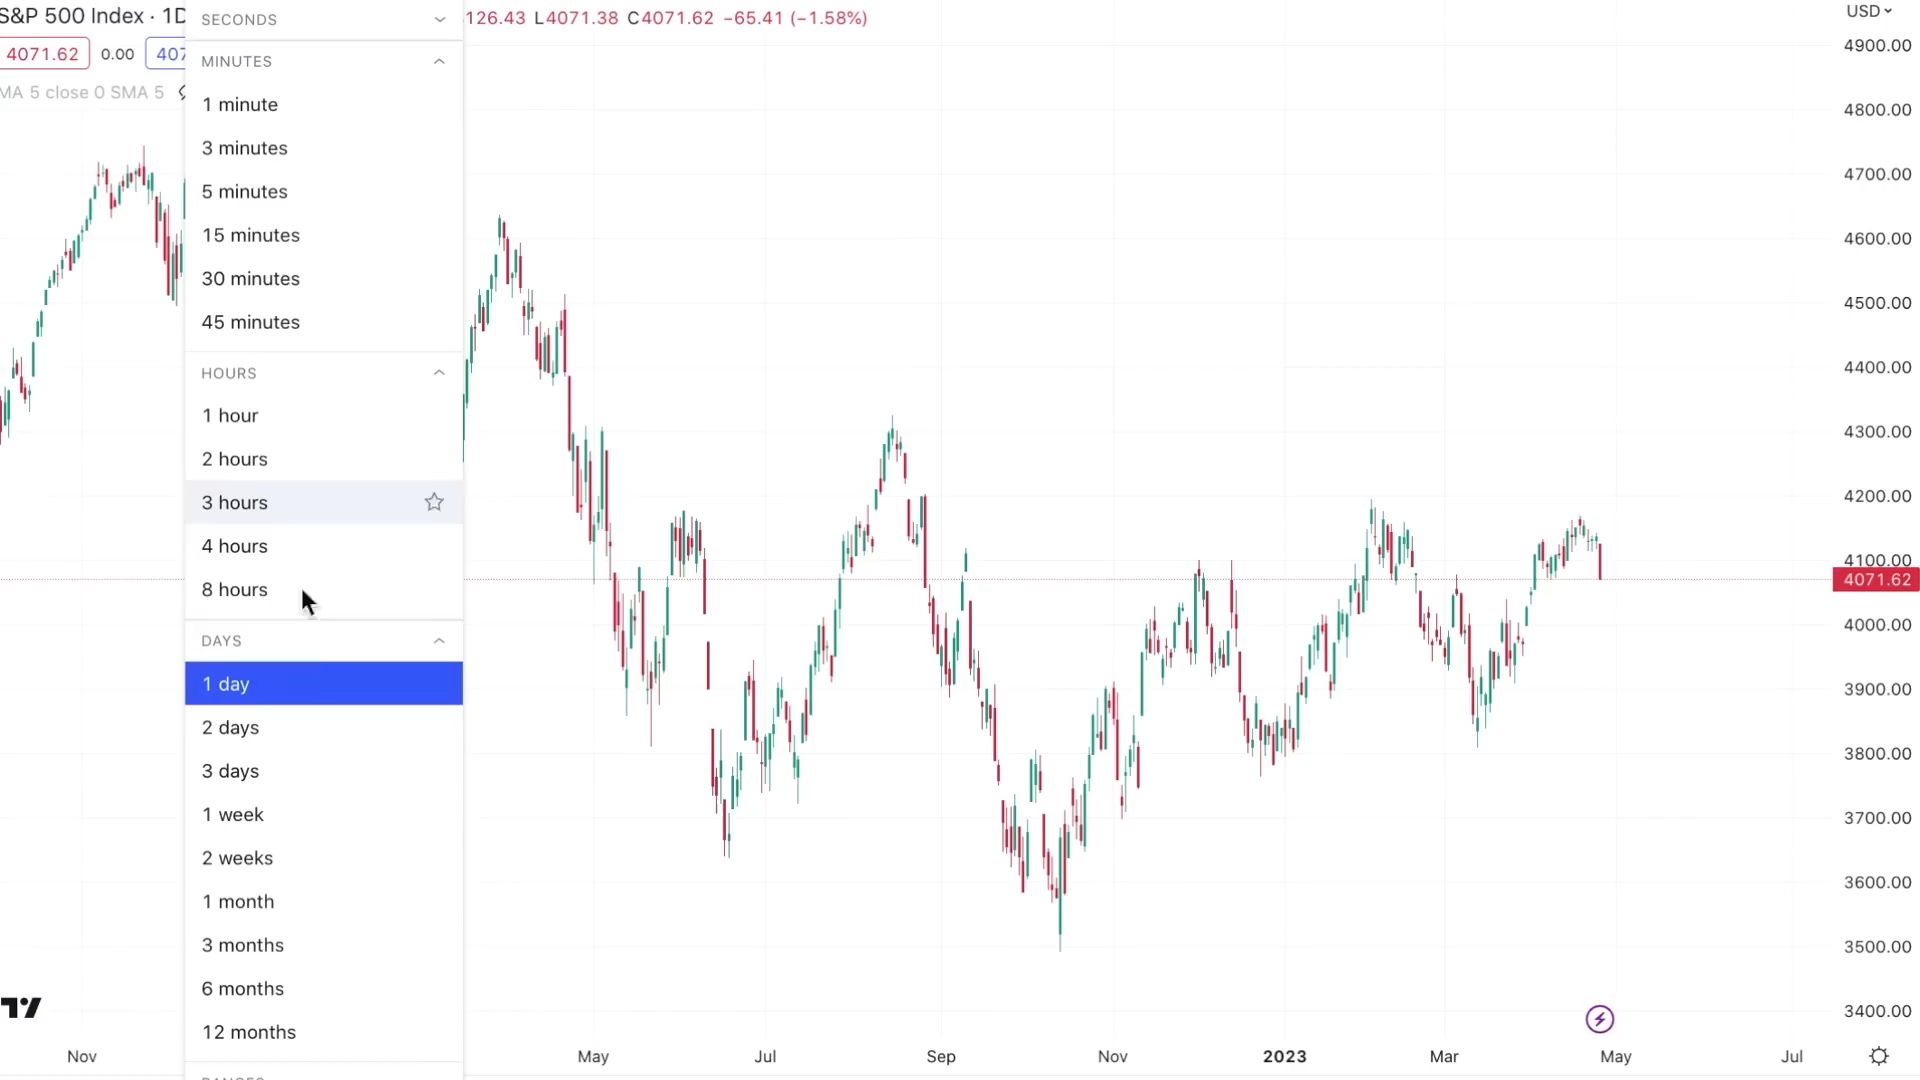 S&P 500 Index · 1D
126.43 L4071.38 C4071.62 −65.41 (−1.58%)
4071.62 0.00 407
MA 5 close 0 SMA 5
SECONDS
MINUTES
1 minute
3 minutes
5 minutes
15 minutes
30 minutes
45 minutes
HOURS
1 hour
2 hours
3 hours
4 hours
8 hours
DAYS
1 day
2 days
3 days
1 week
2 weeks
1 month
3 months
6 months
12 months
RANGES
USD
4900.00
4800.00
4700.00
4600.00
4500.00
4400.00
4300.00
4200.00
4100.00
4071.62
4000.00
3900.00
3800.00
3700.00
3600.00
3500.00
3400.00
Nov May Jul Sep Nov 2023 Mar May Jul